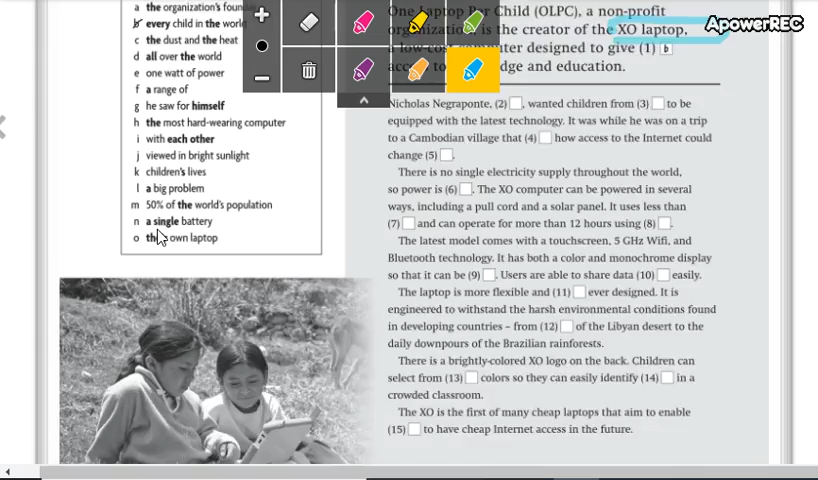 a the organization's
b every child in the world
c the dust and the heat
d all over the world
e one watt of power
f a range of
g he saw for himself
h the most hard-wearing computer
i with each other
j viewed in bright sunlight
k children's lives
l a big problem
m 50% of the world's population
n a single battery
o own laptop
One Laptop Per Child (OLPC), a non-profit
is the creator of the XO laptop,
a low-cost designed to give (1) b
and education.
Nicholas Negraponte, (2) , wanted children from (3) to be
equipped with the latest technology. It was while he was on a trip
to a Cambodian village that (4) how access to the Internet could
change (5) .
There is no single electricity supply throughout the world,
so power is (6) . The XO computer can be powered in several
ways, including a pull cord and a solar panel. It uses less than
(7) and can operate for more than 12 hours using (8) .
The latest model comes with a touchscreen, 5 GHz Wifi, and
Bluetooth technology. It has both a color and monochrome display
so that it can be (9) . Users are able to share data (10) easily.
The laptop is more flexible and (11) ever designed. It is
engineered to withstand the harsh environmental conditions found
in developing countries – from (12) of the Libyan desert to the
daily downpours of the Brazilian rainforests.
There is a brightly-colored XO logo on the back. Children can
select from (13) colors so they can easily identify (14) in a
crowded classroom.
The XO is the first of many cheap laptops that aim to enable
(15) to have cheap Internet access in the future.
APOWERREC